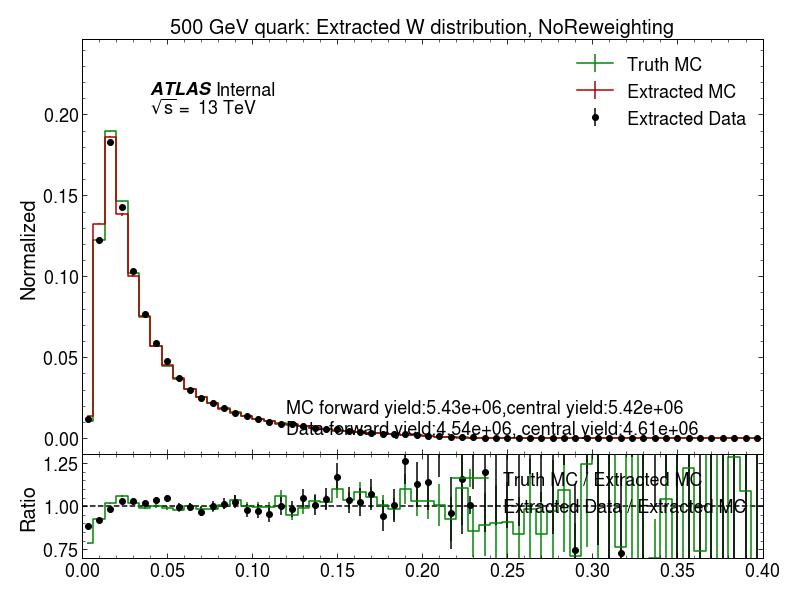 500 GeV quark: Extracted W distribution, NoReweighting
ATLAS Internal
√s = 13 TeV
Truth MC
Extracted MC
Extracted Data
Normalized
0.20
0.15
0.10
0.05
0.00
MC forward yield:5.43e+06,central yield:5.42e+06
Data forward yield:4.54e+06, central yield:4.61e+06
Ratio
1.25
1.00
0.75
Truth MC / Extracted MC
Extracted Data / Extracted MC
0.00 0.05 0.10 0.15 0.20 0.25 0.30 0.35 0.40